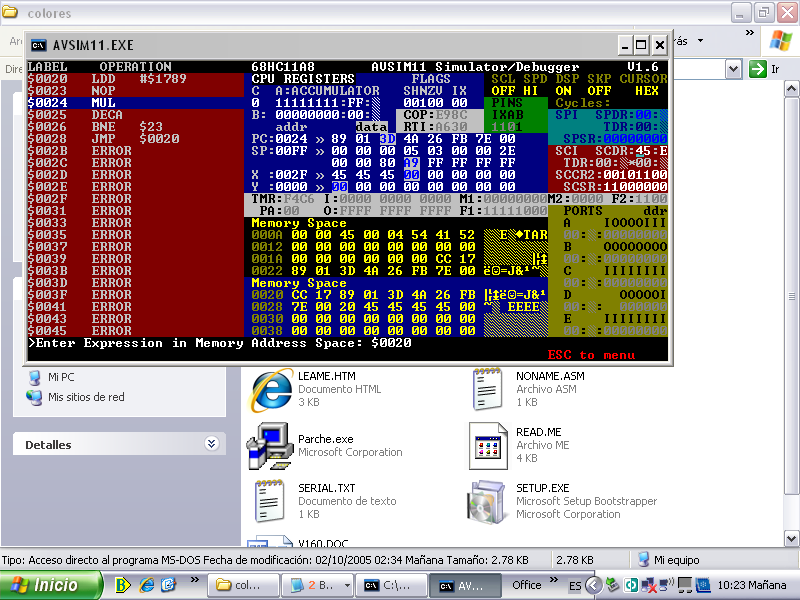 colores
AVSIM11.EXE
LABEL OPERATION 68HC11A8 AVSIM11 Simulator/Debugger V1.6
$0020 LDD #$1789 CPU REGISTERS FLAGS SCL SPD DSP SKP CURSOR
$0023 NOP C A:ACCUMULATOR SHNZV IX OFF HI ON OFF HEX
$0024 MUL 0 11111111:FF: 00100 00 PINS Cycles:
$0025 DECA B: 00000000:00: COP:E98C IXAB SPI SPDR:00:
$0026 BNE $23 addr data RTI:A630 1101 TDR:00:
$0028 JMP $0020 PC:0024 » 89 01 3D 4A 26 FB 7E 00 SPSR:00000000
$002B ERROR SP:00FF » 00 00 00 05 03 00 00 2E SCI SCDR:45:E
$002C ERROR 00 00 80 A9 FF FF FF FF TDR:00: 00:
$002D ERROR X :002F » 45 45 45 00 00 00 00 00 SCCR2:00101100
$002E ERROR Y :0000 » 00 00 00 00 00 00 00 00 SCSR:11000000
$002F ERROR TMR:F4C6 I:0000 0000 0000 M1:00000000M2:0000 F2:1100
$0031 ERROR PA:00 O:FFFF FFFF FFFF F1:11111000 PORTS ddr
$0033 ERROR Memory Space A IOOOOIII
$0035 ERROR 000A 00 00 45 00 04 54 41 52 E ♦TAR 00: :00000000
$0037 ERROR 0012 00 00 00 00 00 00 00 00 B OOOOOOOO
$0039 ERROR 001A 00 00 00 00 00 00 CC 17 00: :00000000
$003B ERROR 0022 89 01 3D 4A 26 FB 7E 00 ë☺=J&¹~ C IIIIIIII
$003D ERROR Memory Space 00: :00000000
$003F ERROR 0020 CC 17 89 01 3D 4A 26 FB ╠↨ë☺=J&¹ D OOOOOI
$0041 ERROR 0028 7E 00 20 45 45 45 45 00 ~ EEEE 00: :000000
$0043 ERROR 0030 00 00 00 00 00 00 00 00 E IIIIIIII
$0045 ERROR 0038 00 00 00 00 00 00 00 00 00: :00000000
>Enter Expression in Memory Address Space: $0020
ESC to menu
Ir
Mi PC
Mis sitios de red
Detalles
LEAME.HTM
Documento HTML
3 KB
NONAME.ASM
Archivo ASM
1 KB
Parche.exe
Microsoft Corporation
READ.ME
Archivo ME
4 KB
SERIAL.TXT
Documento de texto
1 KB
SETUP.EXE
Microsoft Setup Bootstrapper
Microsoft Corporation
V160.DOC
Tipo: Acceso directo al programa MS-DOS Fecha de modificación: 02/10/2005 02:34 Mañana Tamaño: 2.78 KB 2.78 KB Mi equipo
Inicio » col... 2 B... C:\... AV... Office » ES 10:23 Mañana